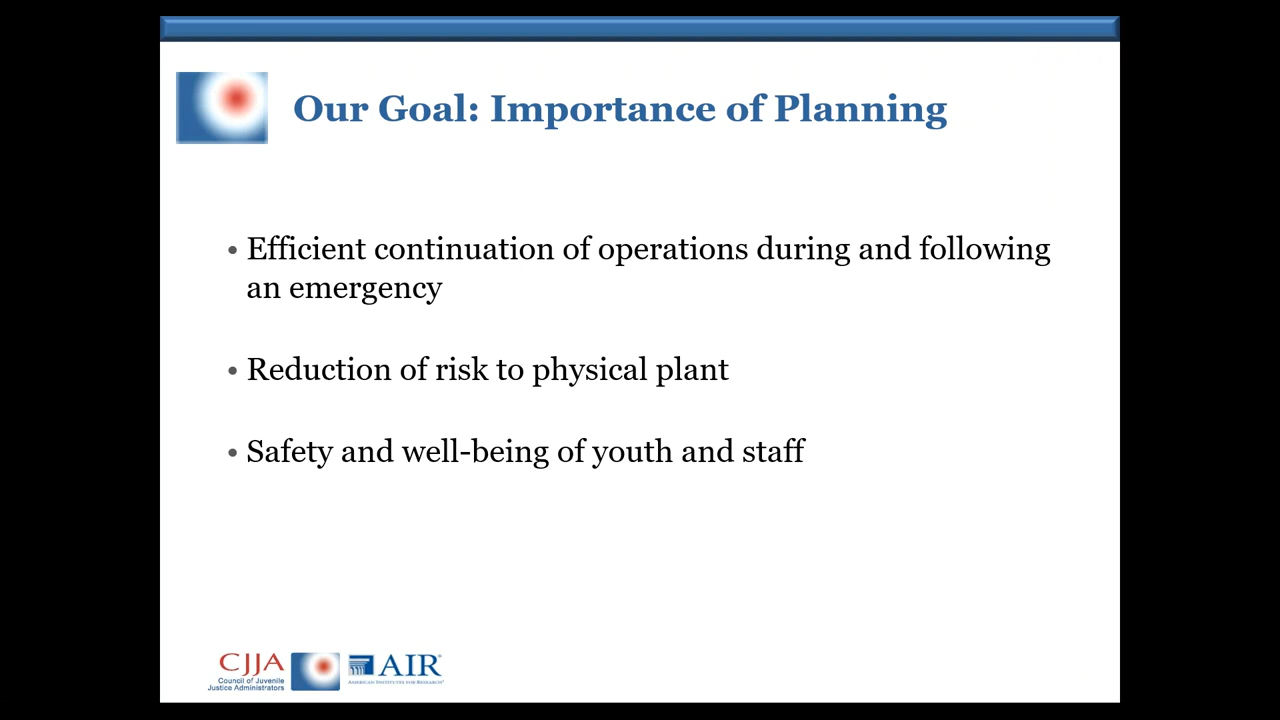 Our Goal: Importance of Planning
• Efficient continuation of operations during and following
an emergency
• Reduction of risk to physical plant
• Safety and well-being of youth and staff
CJJA
Council of Juvenile
Justice Administrators
AIR®
AMERICAN INSTITUTES FOR RESEARCH®